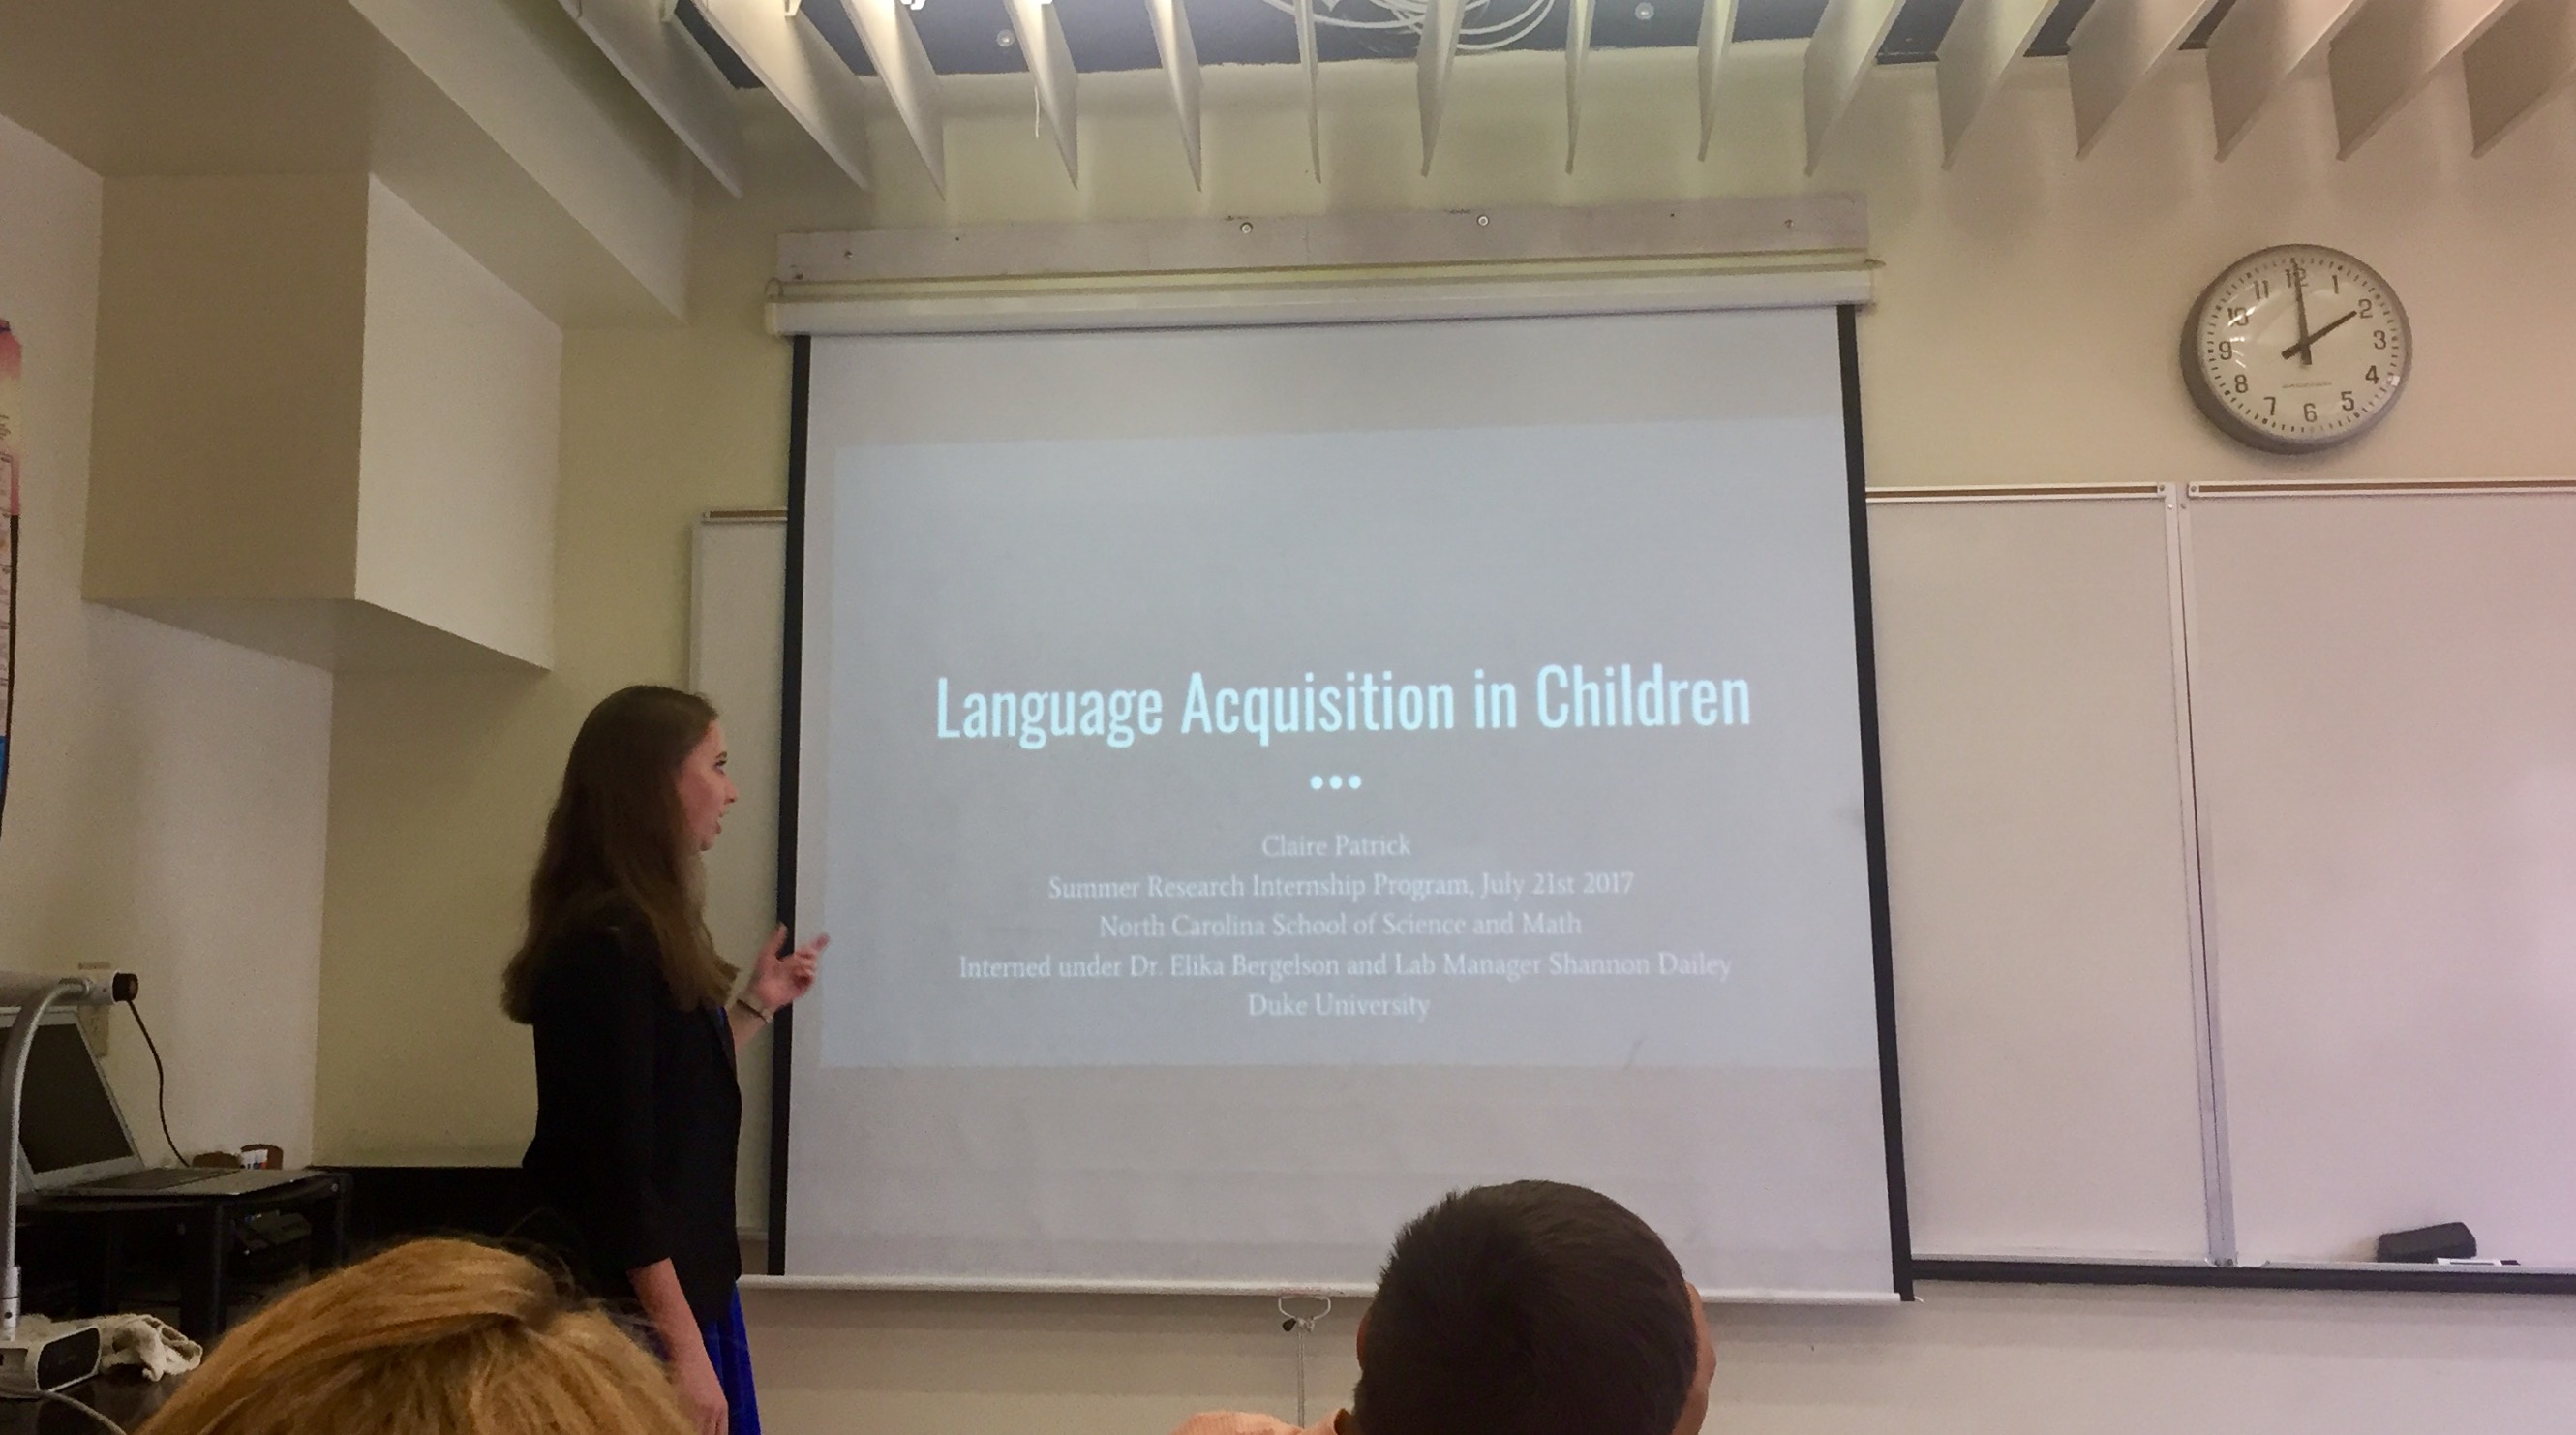 Language Acquisition in Children
Claire Patrick
Summer Research Internship Program, July 21st 2017
North Carolina School of Science and Math
Interned under Dr. Elika Bergelson and Lab Manager Shannon Dailey
Duke University
12
11 1
10 2
9 3
8 4
7 6 5